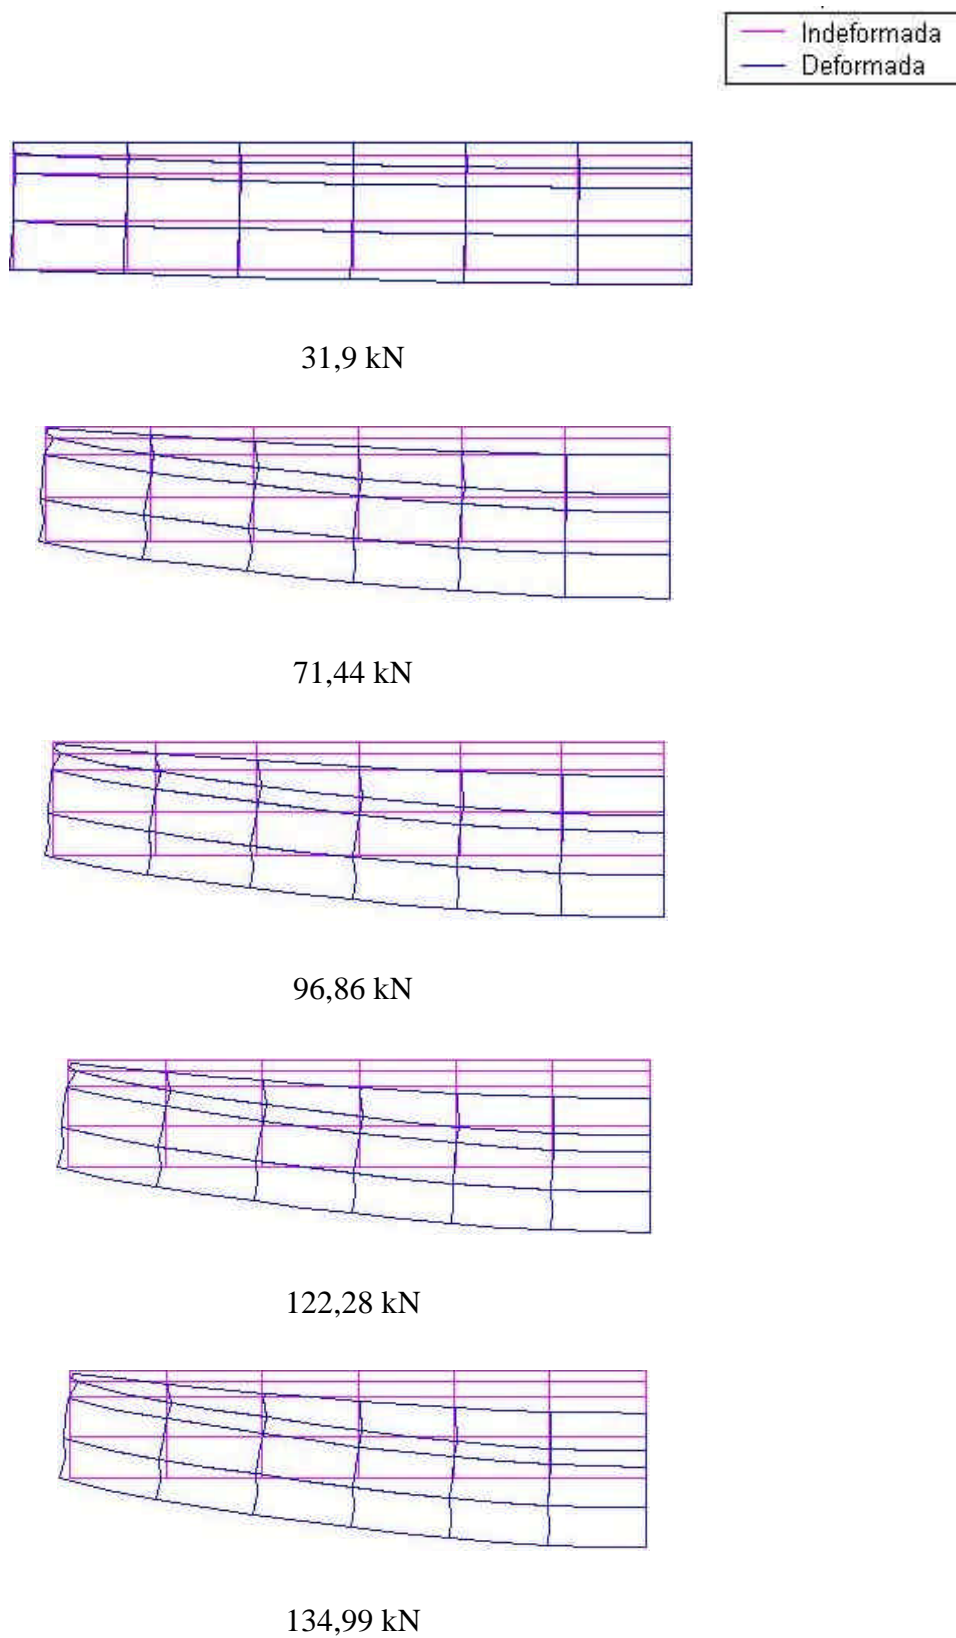 Indeformada
Deformada
31,9 kN
71,44 kN
96,86 kN
122,28 kN
134,99 kN